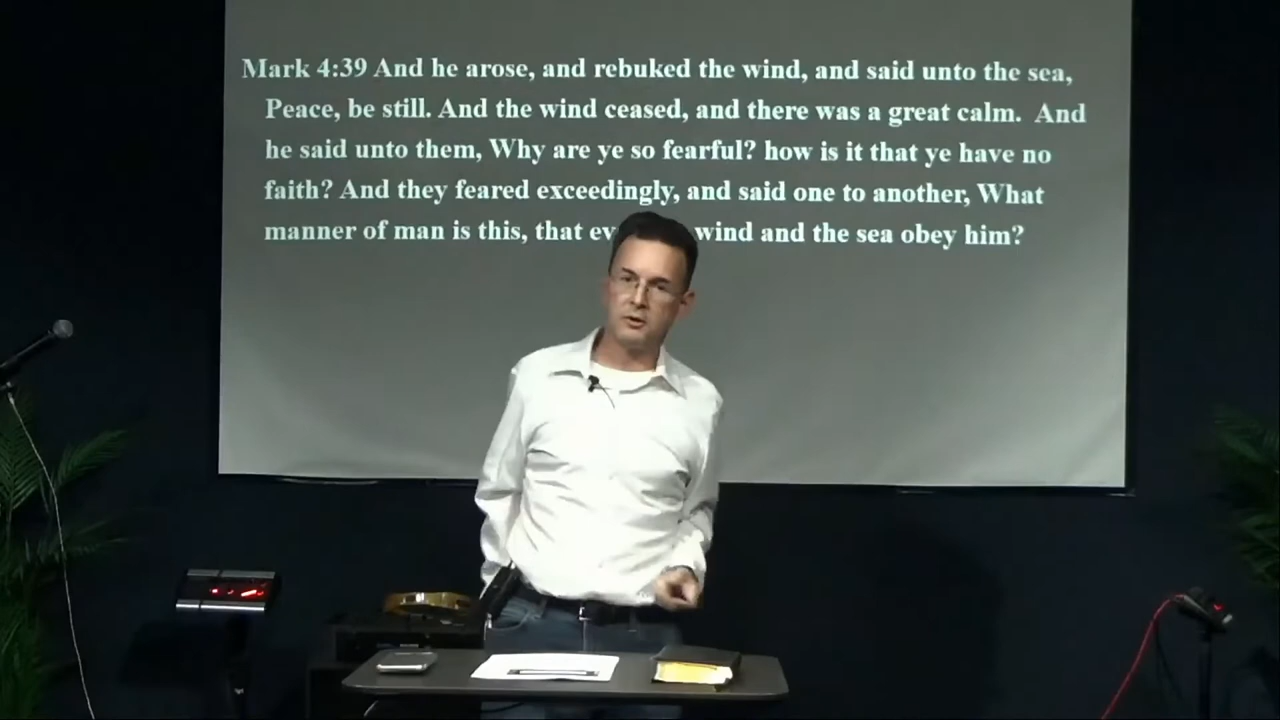 Mark 4:39 And he arose, and rebuked the wind, and said unto the sea,
Peace, be still. And the wind ceased, and there was a great calm. And
he said unto them, Why are ye so fearful? how is it that ye have no
faith? And they feared exceedingly, and said one to another, What
manner of man is this, that wind and the sea obey him?